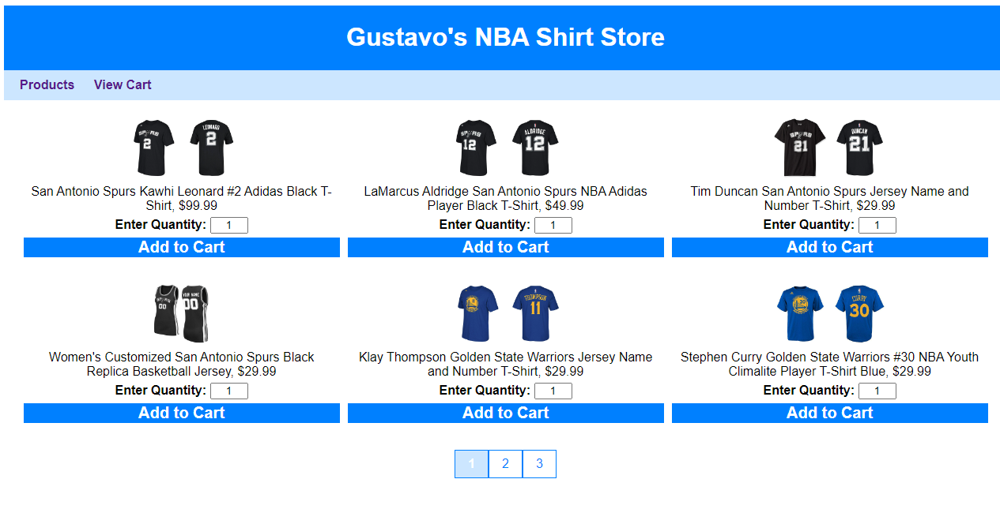 Gustavo's NBA Shirt Store
Products View Cart
SPURS 2 LEONARD 2
SPURS 12 ALDRIDGE 12
SPURS 21 DUNCAN 21
San Antonio Spurs Kawhi Leonard #2 Adidas Black T-
Shirt, $99.99
LaMarcus Aldridge San Antonio Spurs NBA Adidas
Player Black T-Shirt, $49.99
Tim Duncan San Antonio Spurs Jersey Name and
Number T-Shirt, $29.99
Enter Quantity: 1
Enter Quantity: 1
Enter Quantity: 1
Add to Cart
Add to Cart
Add to Cart
SPURS 00 YOUR NAME 00
THOMPSON 11
CURRY 30
Women's Customized San Antonio Spurs Black
Replica Basketball Jersey, $29.99
Klay Thompson Golden State Warriors Jersey Name
and Number T-Shirt, $29.99
Stephen Curry Golden State Warriors #30 NBA Youth
Climalite Player T-Shirt Blue, $29.99
Enter Quantity: 1
Enter Quantity: 1
Enter Quantity: 1
Add to Cart
Add to Cart
Add to Cart
1 2 3